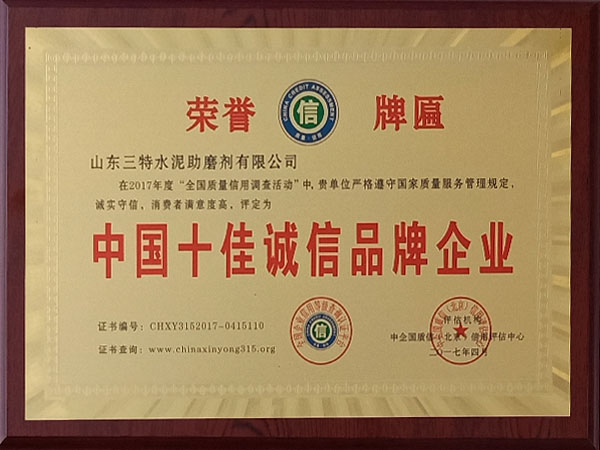 荣誉 信 牌匾
CHINA CREDIT ASSESSMENT
山东三特水泥助磨剂有限公司
在2017年度“全国质量信用调查活动”中,贵单位严格遵守国家质量服务管理规定,
诚实守信,消费者满意度高,评定为
中国十佳诚信品牌企业
证书编号:CHXY3152017-0415110
证书查询:www.chinaxinyong315.org
信
评信机构
中企国质信(北京)信用评估中心
二〇一七年四月